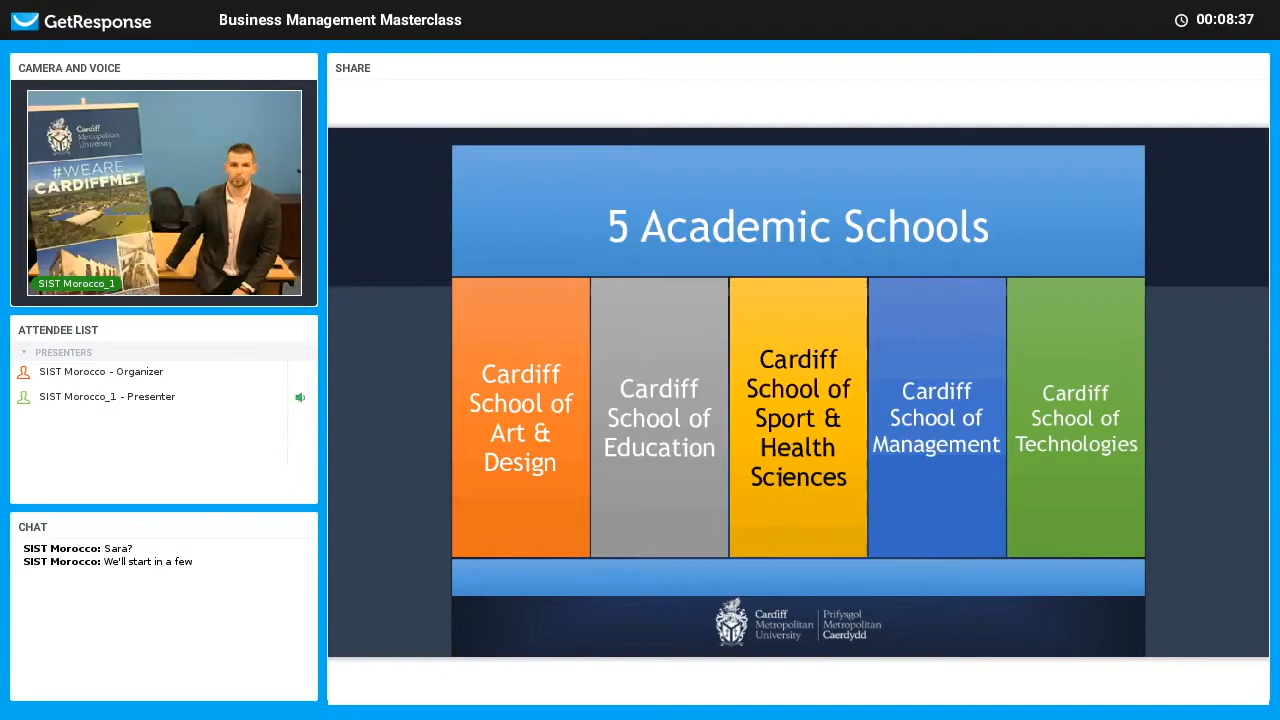 GetResponse
Business Management Masterclass
00:08:37
CAMERA AND VOICE
Cardiff
Metropolitan
University
#WEARE
CARDIFFMET
SIST Morocco_1
ATTENDEE LIST
PRESENTERS
SIST Morocco - Organizer
SIST Morocco_1 - Presenter
CHAT
SIST Morocco: Sara?
SIST Morocco: We'll start in a few
SHARE
5 Academic Schools
Cardiff
School of
Art &
Design
Cardiff
School of
Education
Cardiff
School of
Sport &
Health
Sciences
Cardiff
School of
Management
Cardiff
School of
Technologies
Cardiff
Metropolitan
University
Prifysgol
Metropolitan
Caerdydd